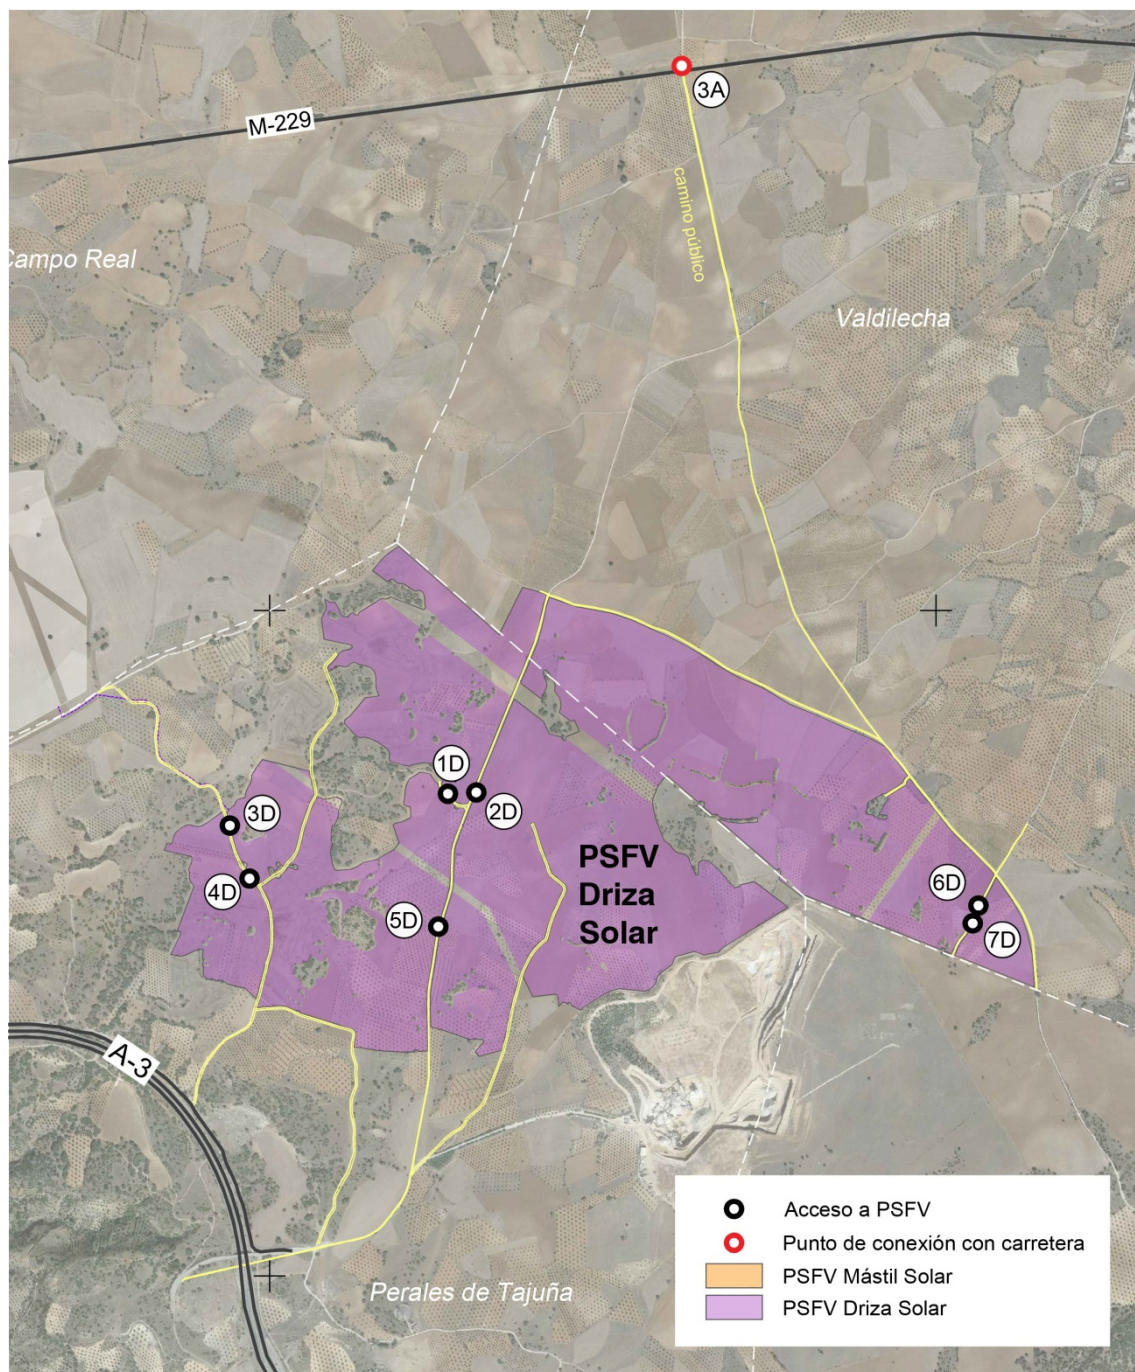 3A
M-229
camino público
Campo Real
Valdilecha
1D
2D
3D
4D
PSFV
Driza
Solar
5D
6D
7D
A-3
Perales de Tajuña
Acceso a PSFV
Punto de conexión con carretera
PSFV Mástil Solar
PSFV Driza Solar